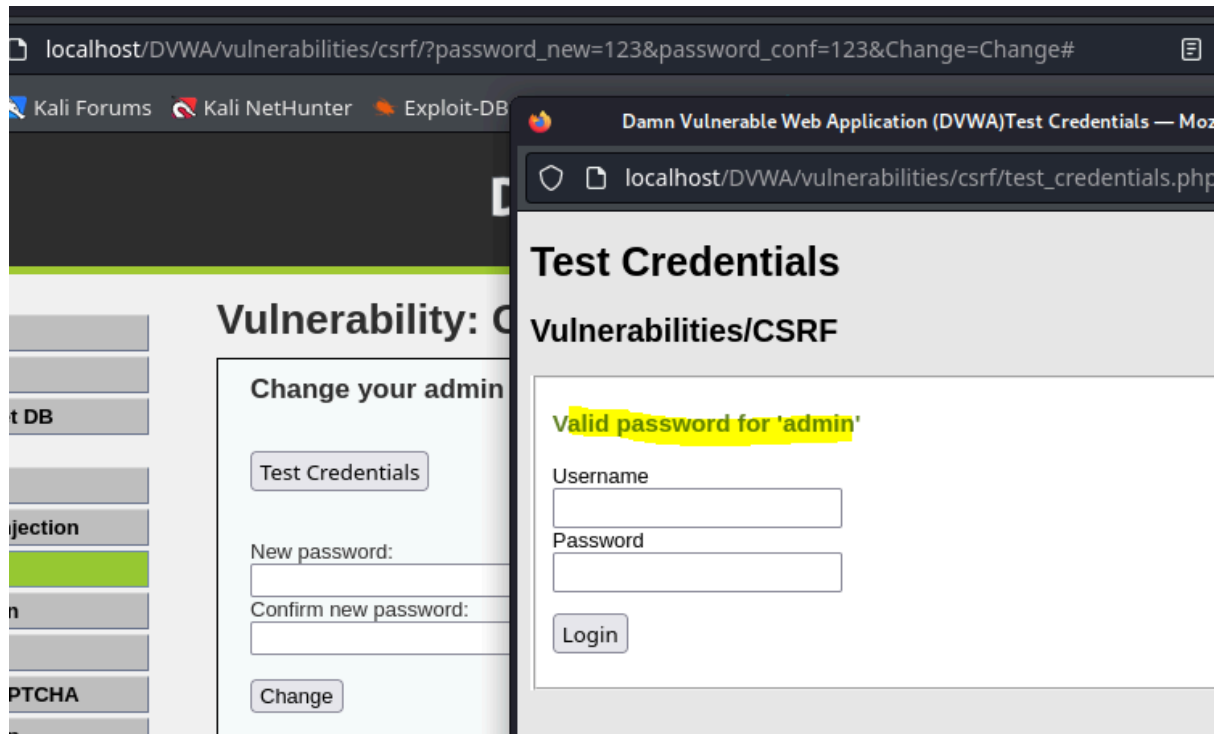 localhost/DVWA/vulnerabilities/csrf/?password_new=123&password_conf=123&Change=Change#
Kali Forums Kali NetHunter Exploit-DB
Damn Vulnerable Web Application (DVWA)Test Credentials — Moz
localhost/DVWA/vulnerabilities/csrf/test_credentials.php
D
Test Credentials
Vulnerability: C
Vulnerabilities/CSRF
Change your admin
t DB
Valid password for 'admin'
Test Credentials
Username
jection
New password:
Password
Confirm new password:
n
Login
PTCHA
Change